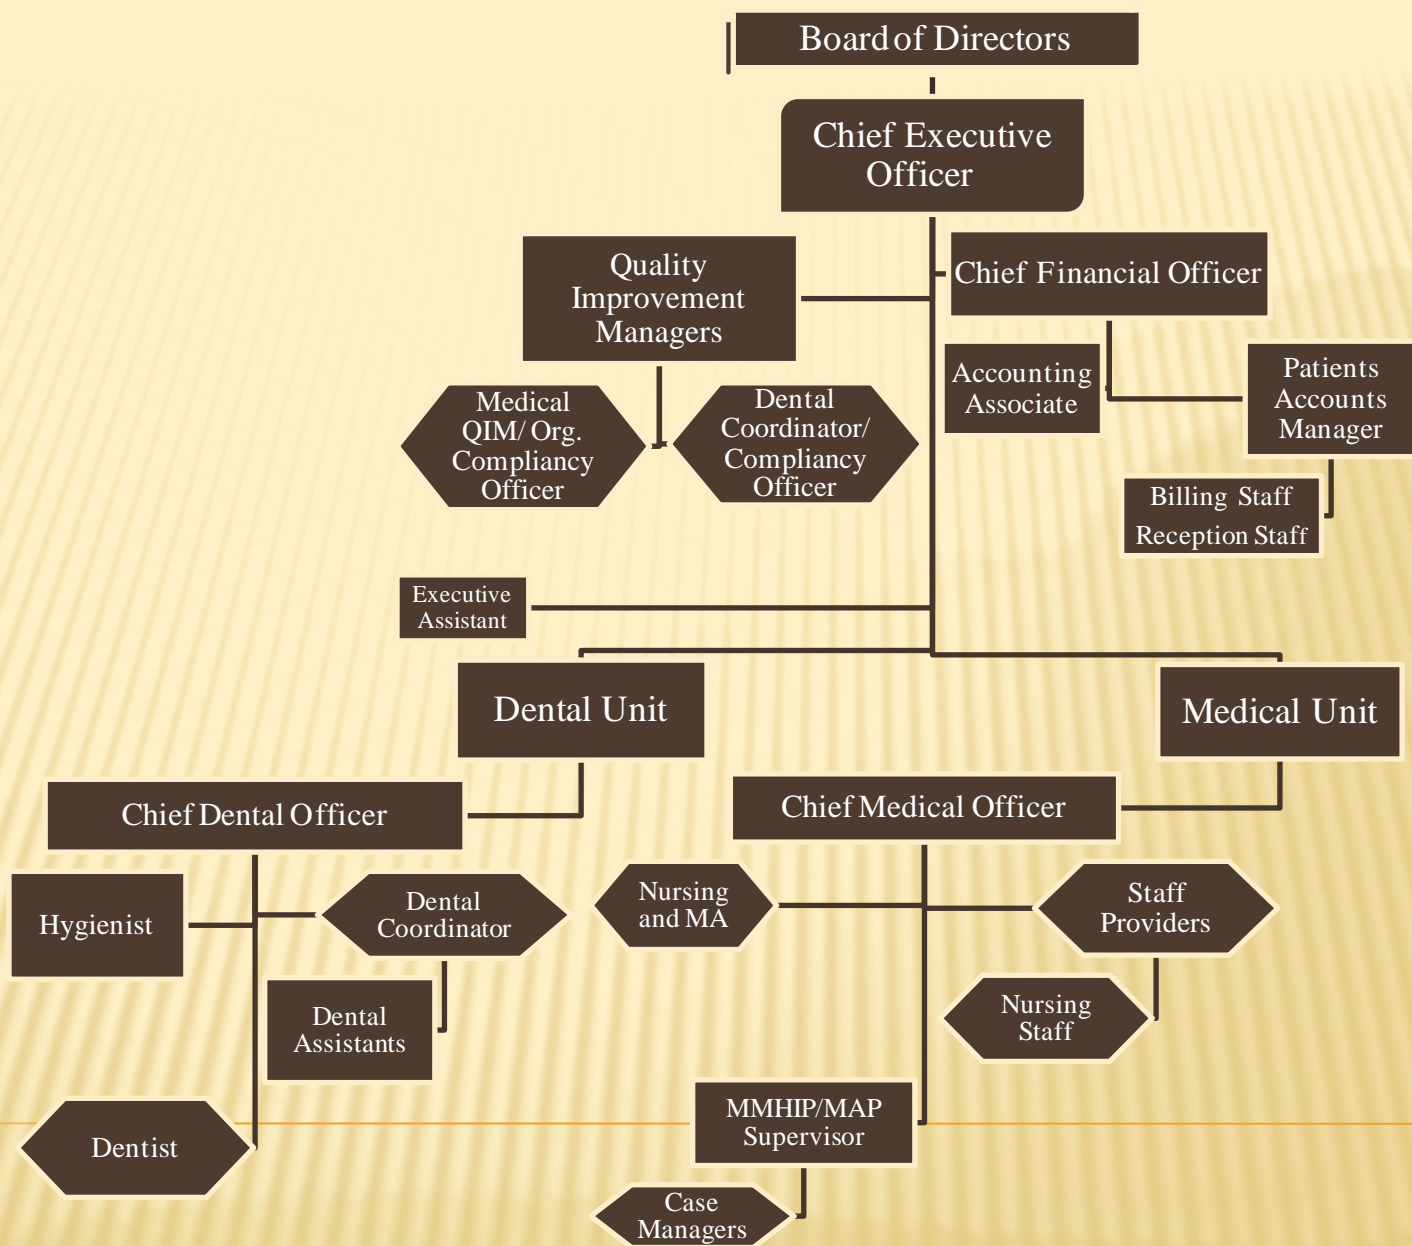 Board of Directors
Chief Executive
Officer
Quality
Improvement
Managers
Chief Financial Officer
Accounting
Associate
Patients
Accounts
Manager
Medical
QIM/ Org.
Compliancy
Officer
Dental
Coordinator/
Compliancy
Officer
Billing Staff
Reception Staff
Executive
Assistant
Dental Unit
Medical Unit
Chief Dental Officer
Chief Medical Officer
Hygienist
Dental
Coordinator
Nursing
and MA
Staff
Providers
Dental
Assistants
Nursing
Staff
Dentist
MMHIP/MAP
Supervisor
Case
Managers